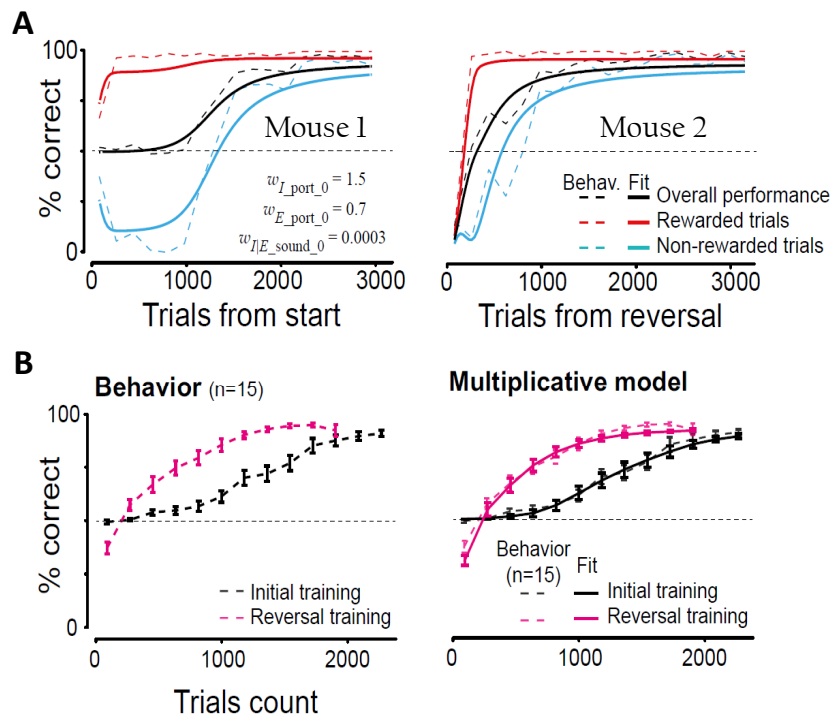 A
100
% correct
0
Mouse 1
w_I_port_0 = 1.5
w_E_port_0 = 0.7
w_I|E_sound_0 = 0.0003
0 1000 2000 3000
Trials from start
Mouse 2
Behav. Fit
Overall performance
Rewarded trials
Non-rewarded trials
0 1000 2000 3000
Trials from reversal
B
Behavior (n=15)
100
% correct
0
Initial training
Reversal training
0 1000 2000
Trials count
Multiplicative model
Behavior
(n=15)
Fit
Initial training
Reversal training
0 1000 2000